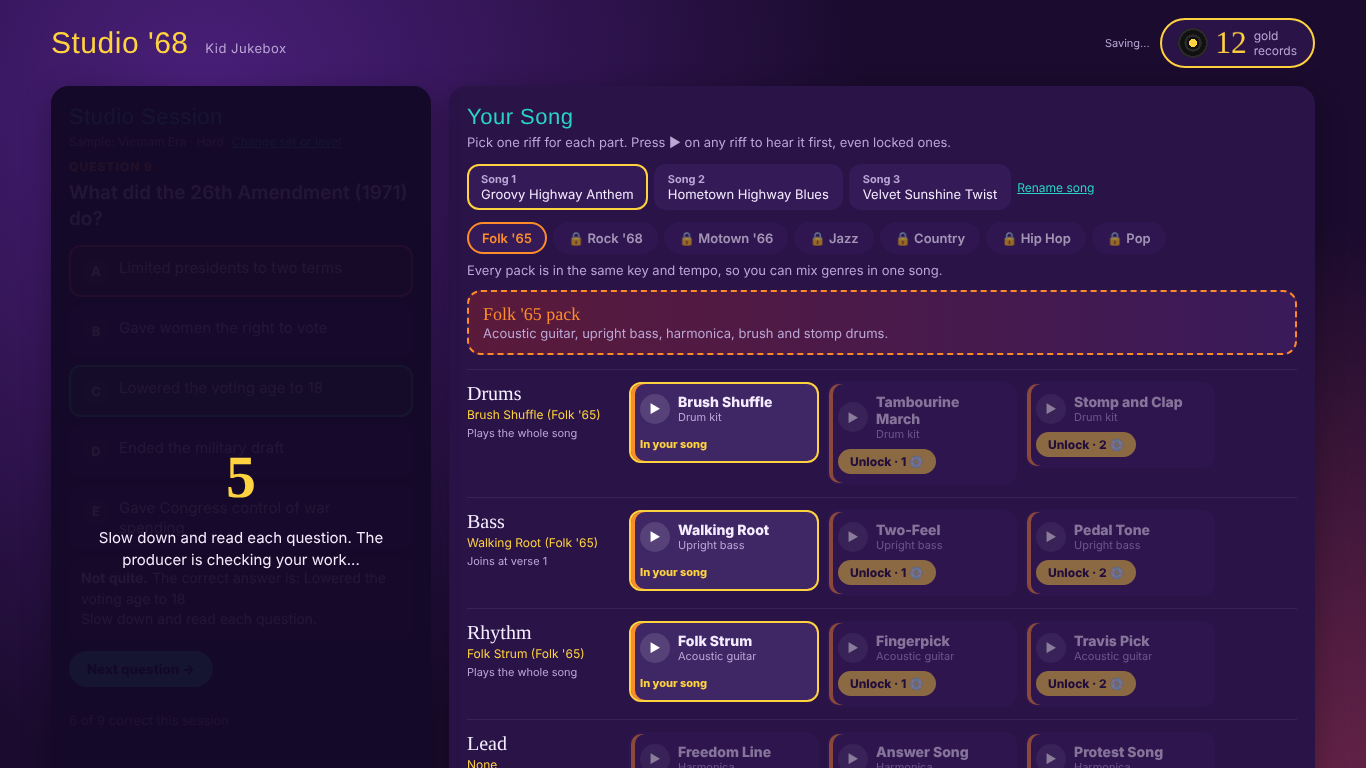 Studio '68 Kid Jukebox
Saving...
12 gold records
Studio Session
Sample: Vietnam Era · Hard Change set or level
QUESTION 9
What did the 26th Amendment (1971)
do?
A Limited presidents to two terms
B Gave women the right to vote
C Lowered the voting age to 18
D Ended the military draft
E Gave Congress control of war
spending
5
Slow down and read each question. The
producer is checking your work...
Not quite. The correct answer is: Lowered the
voting age to 18
Slow down and read each question.
Next question →
6 of 9 correct this session
Your Song
Pick one riff for each part. Press ▶ on any riff to hear it first, even locked ones.
Song 1
Groovy Highway Anthem
Song 2
Hometown Highway Blues
Song 3
Velvet Sunshine Twist
Rename song
Folk '65 🔒 Rock '68 🔒 Motown '66 🔒 Jazz 🔒 Country 🔒 Hip Hop 🔒 Pop
Every pack is in the same key and tempo, so you can mix genres in one song.
Folk '65 pack
Acoustic guitar, upright bass, harmonica, brush and stomp drums.
Drums
Brush Shuffle (Folk '65)
Plays the whole song
Brush Shuffle
Drum kit
In your song
Tambourine
March
Drum kit
Unlock · 1
Stomp and Clap
Drum kit
Unlock · 2
Bass
Walking Root (Folk '65)
Joins at verse 1
Walking Root
Upright bass
In your song
Two-Feel
Upright bass
Unlock · 1
Pedal Tone
Upright bass
Unlock · 2
Rhythm
Folk Strum (Folk '65)
Plays the whole song
Folk Strum
Acoustic guitar
In your song
Fingerpick
Acoustic guitar
Unlock · 1
Travis Pick
Acoustic guitar
Unlock · 2
Lead
None
Freedom Line
Harmonica
Answer Song
Harmonica
Protest Song
Harmonica